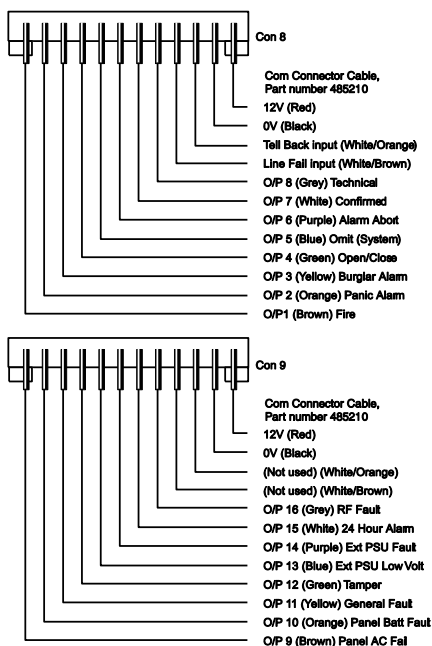 Con 8
Com Connector Cable,
Part number 485210
12V (Red)
0V (Black)
Tell Back input (White/Orange)
Line Fail input (White/Brown)
O/P 8 (Grey) Technical
O/P 7 (White) Confirmed
O/P 6 (Purple) Alarm Abort
O/P 5 (Blue) Omit (System)
O/P 4 (Green) Open/Close
O/P 3 (Yellow) Burglar Alarm
O/P 2 (Orange) Panic Alarm
O/P1 (Brown) Fire
Con 9
Com Connector Cable,
Part number 485210
12V (Red)
0V (Black)
(Not used) (White/Orange)
(Not used) (White/Brown)
O/P 16 (Grey) RF Fault
O/P 15 (White) 24 Hour Alarm
O/P 14 (Purple) Ext PSU Fault
O/P 13 (Blue) Ext PSU Low Volt
O/P 12 (Green) Tamper
O/P 11 (Yellow) General Fault
O/P 10 (Orange) Panel Batt Fault
O/P 9 (Brown) Panel AC Fail